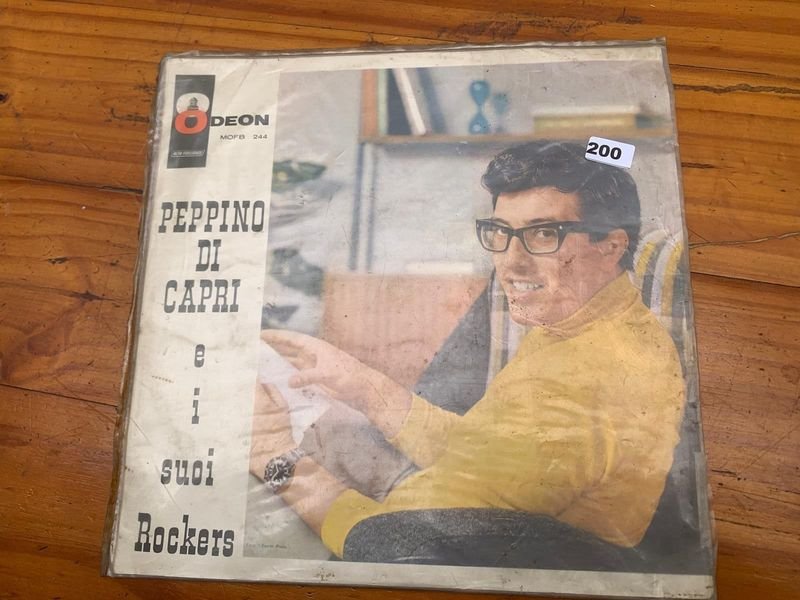 ODEON
MOFB 244
200
PEPPINO
DI
CAPRI
e
i
suoi
Rockers